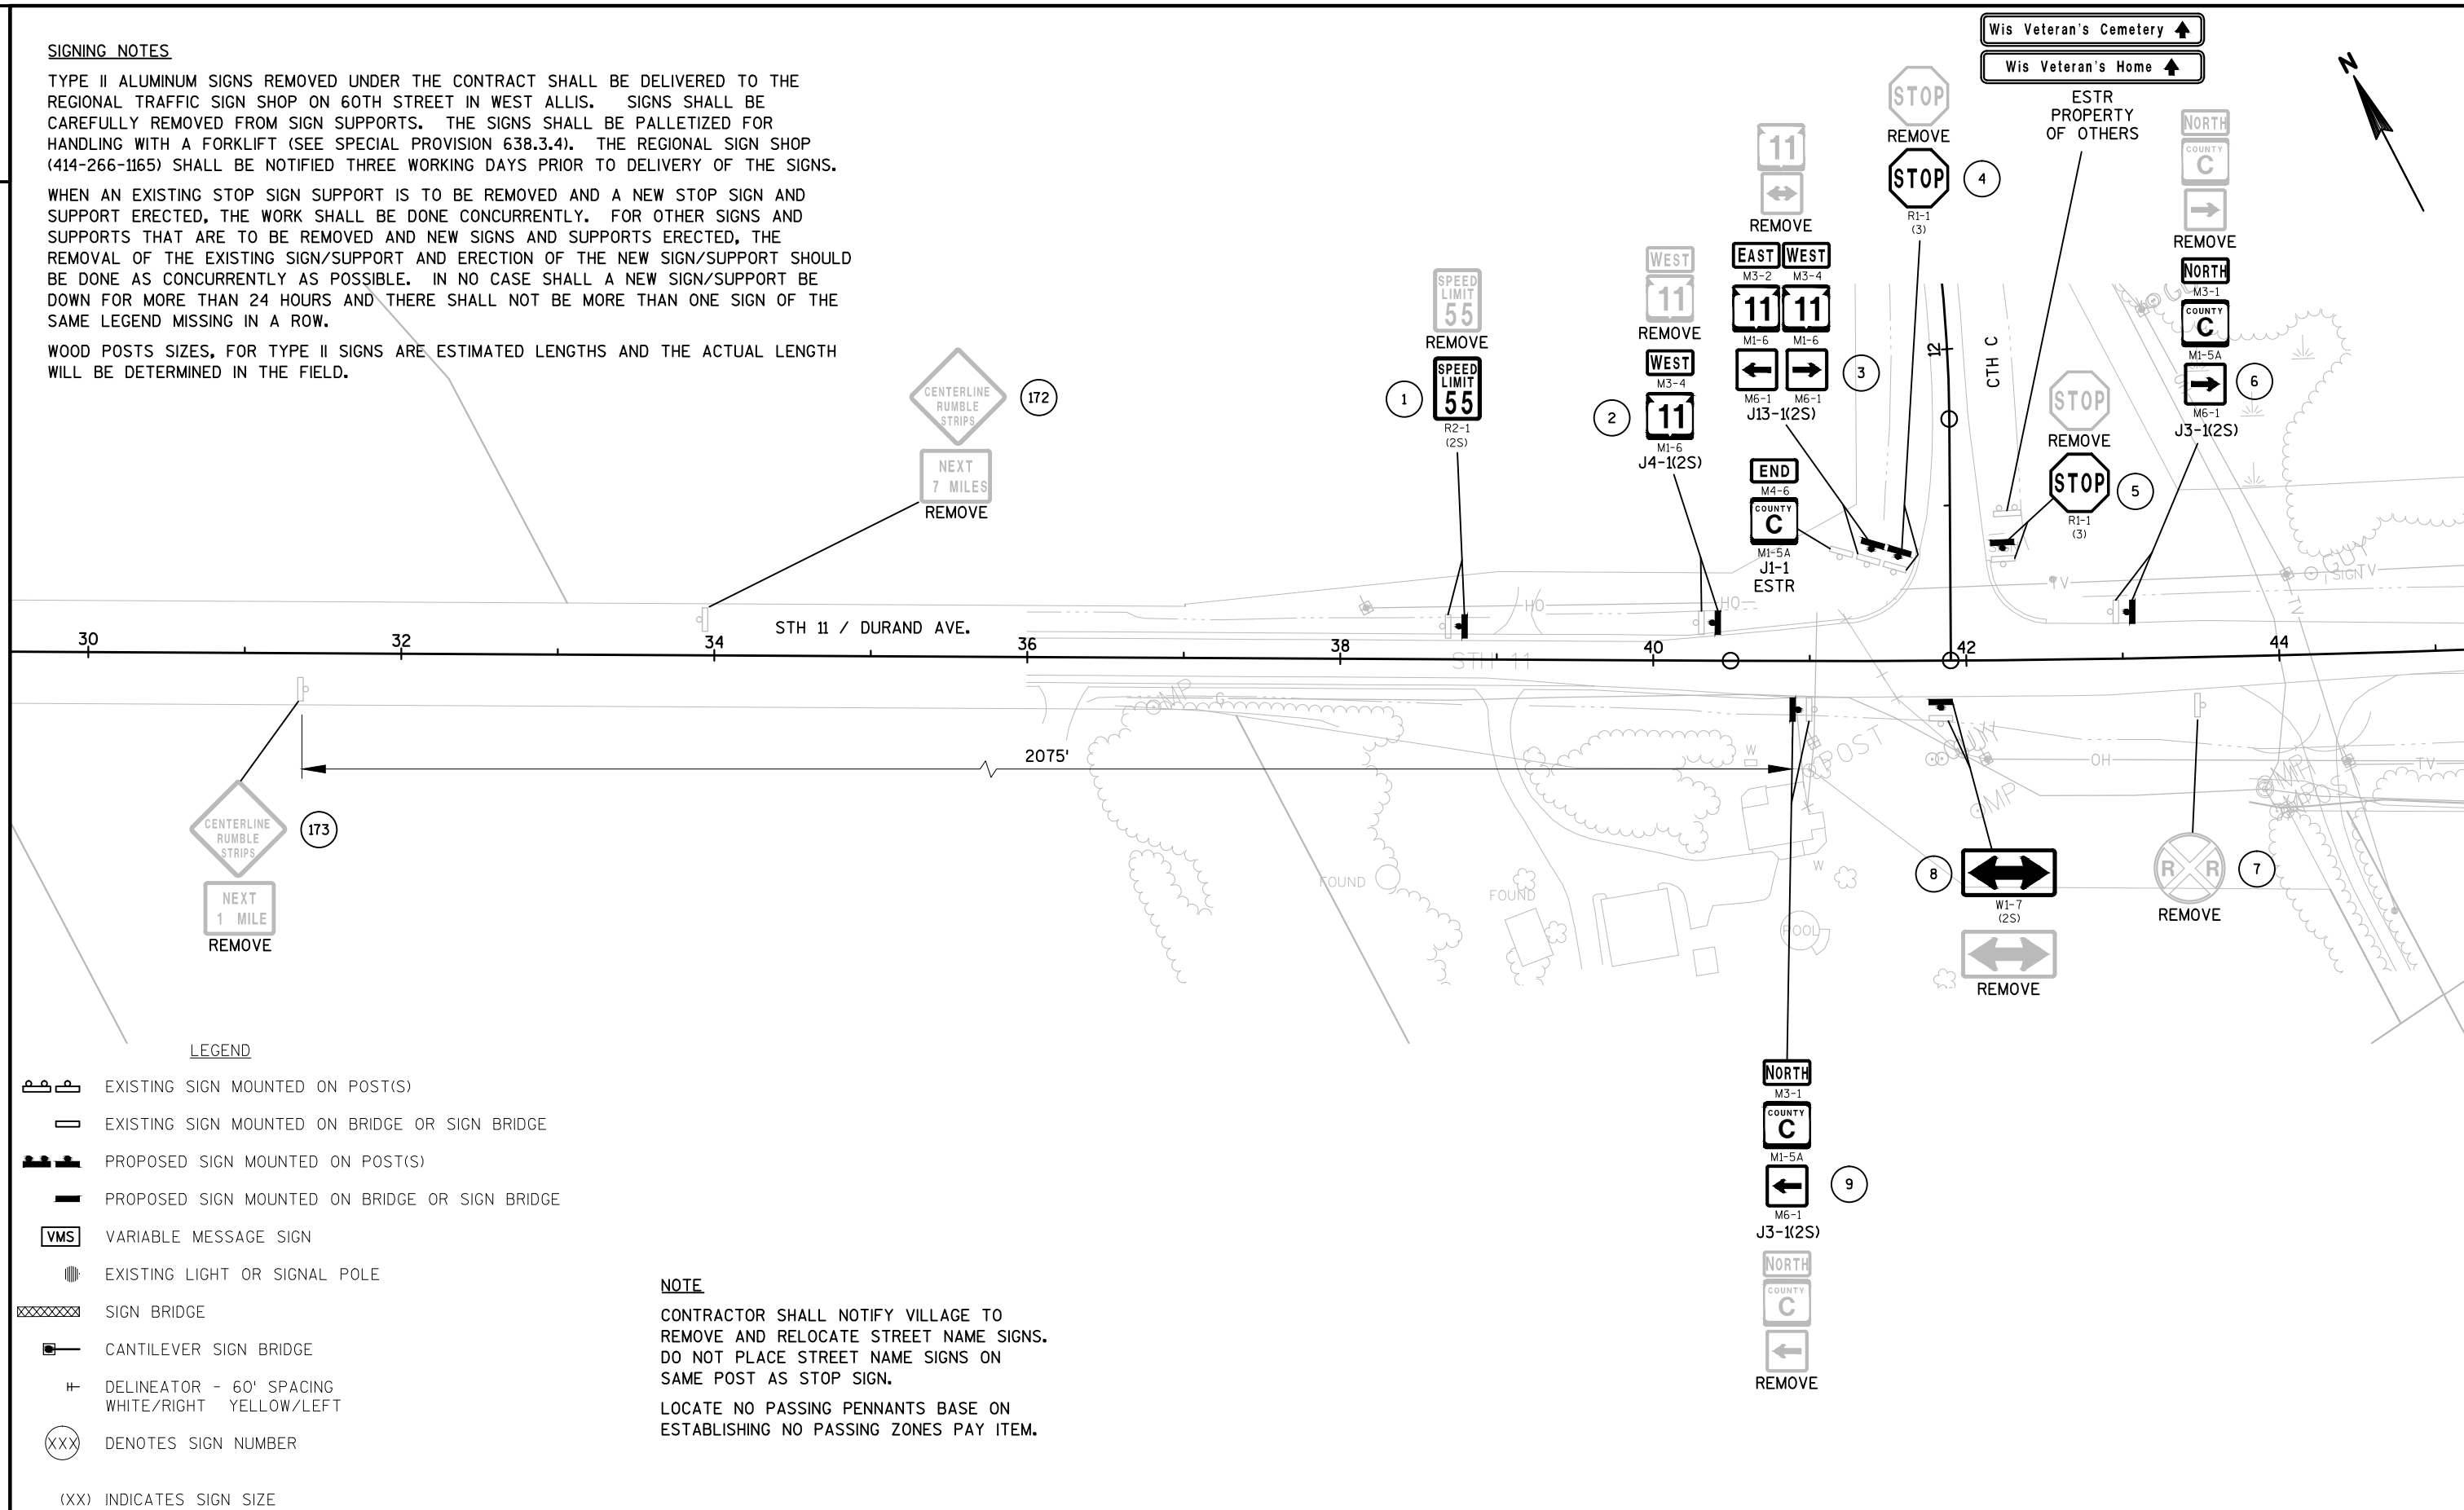 SIGNING NOTES
TYPE II ALUMINUM SIGNS REMOVED UNDER THE CONTRACT SHALL BE DELIVERED TO THE
REGIONAL TRAFFIC SIGN SHOP ON 60TH STREET IN WEST ALLIS. SIGNS SHALL BE
CAREFULLY REMOVED FROM SIGN SUPPORTS. THE SIGNS SHALL BE PALLETIZED FOR
HANDLING WITH A FORKLIFT (SEE SPECIAL PROVISION 638.3.4). THE REGIONAL SIGN SHOP
(414-266-1165) SHALL BE NOTIFIED THREE WORKING DAYS PRIOR TO DELIVERY OF THE SIGNS.
WHEN AN EXISTING STOP SIGN SUPPORT IS TO BE REMOVED AND A NEW STOP SIGN AND
SUPPORT ERECTED, THE WORK SHALL BE DONE CONCURRENTLY. FOR OTHER SIGNS AND
SUPPORTS THAT ARE TO BE REMOVED AND NEW SIGNS AND SUPPORTS ERECTED, THE
REMOVAL OF THE EXISTING SIGN/SUPPORT AND ERECTION OF THE NEW SIGN/SUPPORT SHOULD
BE DONE AS CONCURRENTLY AS POSSIBLE. IN NO CASE SHALL A NEW SIGN/SUPPORT BE
DOWN FOR MORE THAN 24 HOURS AND THERE SHALL NOT BE MORE THAN ONE SIGN OF THE
SAME LEGEND MISSING IN A ROW.
WOOD POSTS SIZES, FOR TYPE II SIGNS ARE ESTIMATED LENGTHS AND THE ACTUAL LENGTH
WILL BE DETERMINED IN THE FIELD.
CENTERLINE
RUMBLE
STRIPS
172
NEXT
7 MILES
REMOVE
SPEED
LIMIT
55
REMOVE
SPEED
LIMIT
55
1
R2-1
(2S)
WEST
11
REMOVE
WEST
M3-4
11
2
M1-6
J4-1(2S)
11
REMOVE
EAST WEST
M3-2 M3-4
11 11
M1-6 M1-6
3
M6-1 M6-1
J13-1(2S)
END
M4-6
COUNTY
C
M1-5A
J1-1
ESTR
STOP
REMOVE
STOP
4
R1-1
(3)
Wis Veteran's Cemetery
Wis Veteran's Home
ESTR
PROPERTY
OF OTHERS
N
NORTH
COUNTY
C
REMOVE
NORTH
M3-1
COUNTY
C
M1-5A
6
M6-1
J3-1(2S)
12
CTH C
STOP
REMOVE
STOP
5
R1-1
(3)
GUY
SIGN
TV
TV
TV
HO
HO
STH 11 / DURAND AVE.
30 32 34 36 38 40 42 44
STH 11
2075'
CENTERLINE
RUMBLE
STRIPS
173
NEXT
1 MILE
REMOVE
MP
G
W
POST
GUY
MP
OH
TV
MP
W
FOUND
FOUND
POOL
8
W1-7
(2S)
REMOVE
R R
7
REMOVE
NORTH
M3-1
COUNTY
C
M1-5A
9
M6-1
J3-1(2S)
NORTH
COUNTY
C
REMOVE
LEGEND
EXISTING SIGN MOUNTED ON POST(S)
EXISTING SIGN MOUNTED ON BRIDGE OR SIGN BRIDGE
PROPOSED SIGN MOUNTED ON POST(S)
PROPOSED SIGN MOUNTED ON BRIDGE OR SIGN BRIDGE
VMS VARIABLE MESSAGE SIGN
EXISTING LIGHT OR SIGNAL POLE
SIGN BRIDGE
CANTILEVER SIGN BRIDGE
DELINEATOR - 60' SPACING
WHITE/RIGHT YELLOW/LEFT
XXX DENOTES SIGN NUMBER
(XX) INDICATES SIGN SIZE
NOTE
CONTRACTOR SHALL NOTIFY VILLAGE TO
REMOVE AND RELOCATE STREET NAME SIGNS.
DO NOT PLACE STREET NAME SIGNS ON
SAME POST AS STOP SIGN.
LOCATE NO PASSING PENNANTS BASE ON
ESTABLISHING NO PASSING ZONES PAY ITEM.